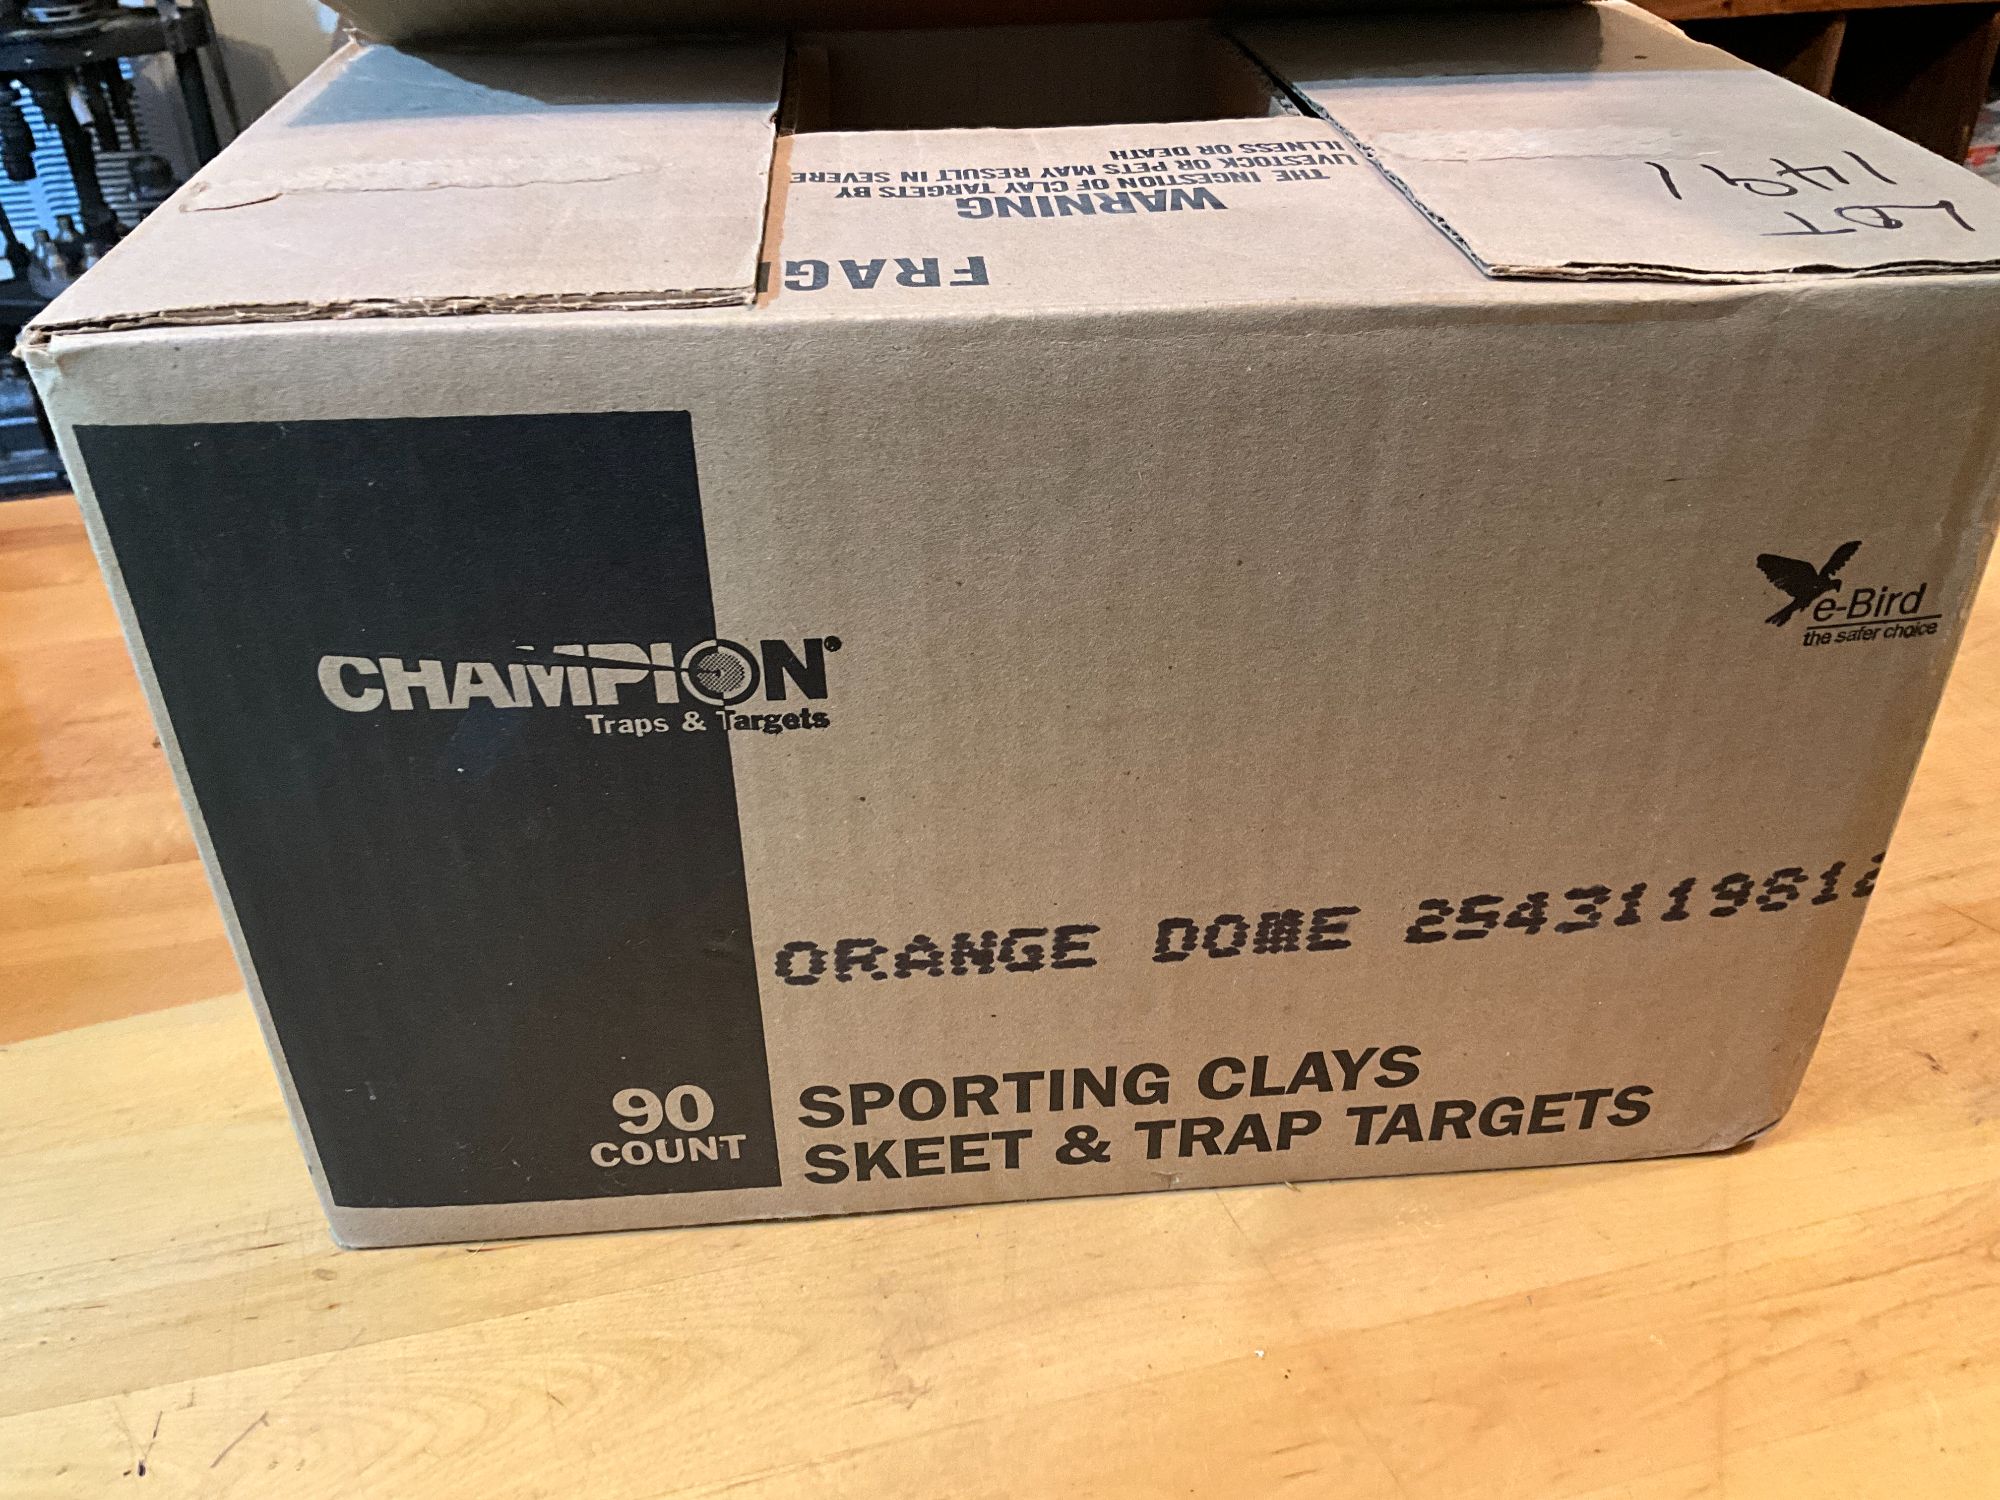 LOT
1491
FRAG
WARNING
THE INGESTION OF CLAY TARGETS BY
LIVESTOCK OR PETS MAY RESULT IN SEVERE
ILLNESS OR DEATH
e-Bird
the safer choice
CHAMPION®
Traps & Targets
ORANGE DOME
90
COUNT
SPORTING CLAYS
SKEET & TRAP TARGETS